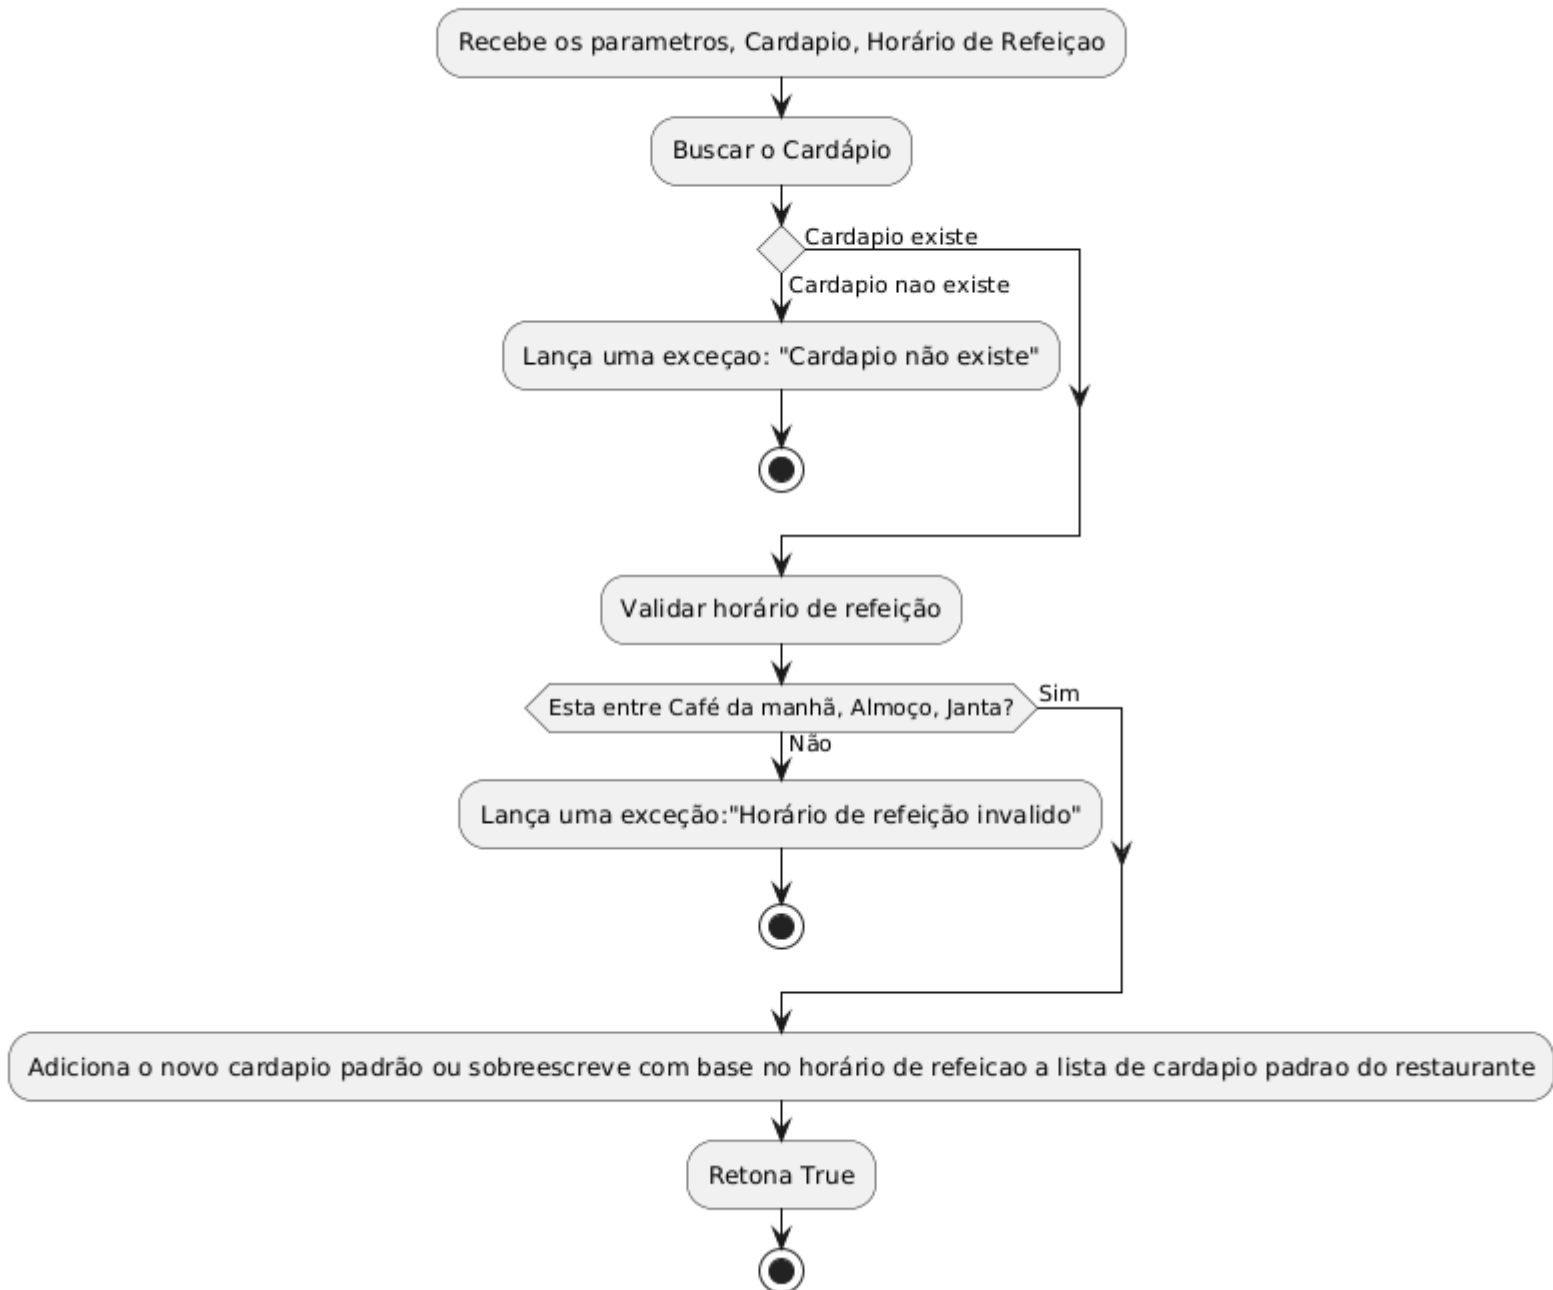 Recebe os parametros, Cardapio, Horário de Refeiçao
Buscar o Cardápio
Cardapio existe
Cardapio nao existe
Lança uma exceçao: "Cardapio não existe"
Validar horário de refeição
Esta entre Café da manhã, Almoço, Janta?
Sim
Não
Lança uma exceção:"Horário de refeição invalido"
Adiciona o novo cardapio padrão ou sobreescreve com base no horário de refeicao a lista de cardapio padrao do restaurante
Retona True